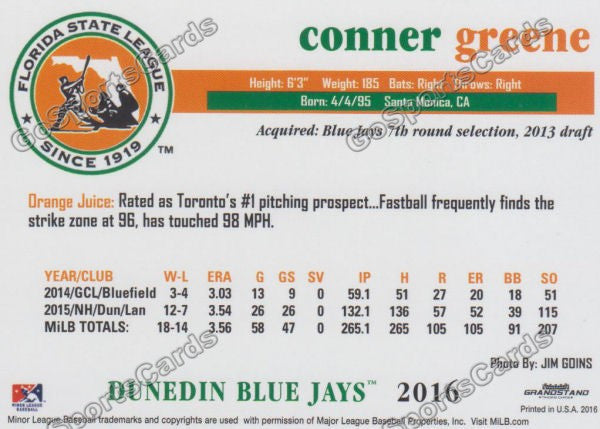 FLORIDA STATE LEAGUE
SINCE 1919
TM
conner greene
Height: 6'3" Weight: 185 Bats: Right Throws: Right
Born: 4/4/95 Santa Monica, CA
Acquired: Blue Jays 7th round selection, 2013 draft
Orange Juice: Rated as Toronto's #1 pitching prospect...Fastball frequently finds the
strike zone at 96, has touched 98 MPH.
YEAR/CLUB W-L ERA G GS SV IP H R ER BB SO
2014/GCL/Bluefield 3-4 3.03 13 9 0 59.1 51 27 20 18 51
2015/NH/Dun/Lan 12-7 3.54 26 26 0 132.1 136 57 52 39 115
MiLB TOTALS: 18-14 3.56 58 47 0 265.1 265 105 105 91 207
Photo By: JIM GOINS
DUNEDIN BLUE JAYS™ 2016
MINOR LEAGUE
BASEBALL
GRANDSTAND
Printed in U.S.A. 2016
Minor League Baseball trademarks and copyrights are used with permission of Major League Baseball Properties, Inc. Visit MiLB.com
GoSportsCards
GoSportsCards
GoSportsCards
GoSportsCards